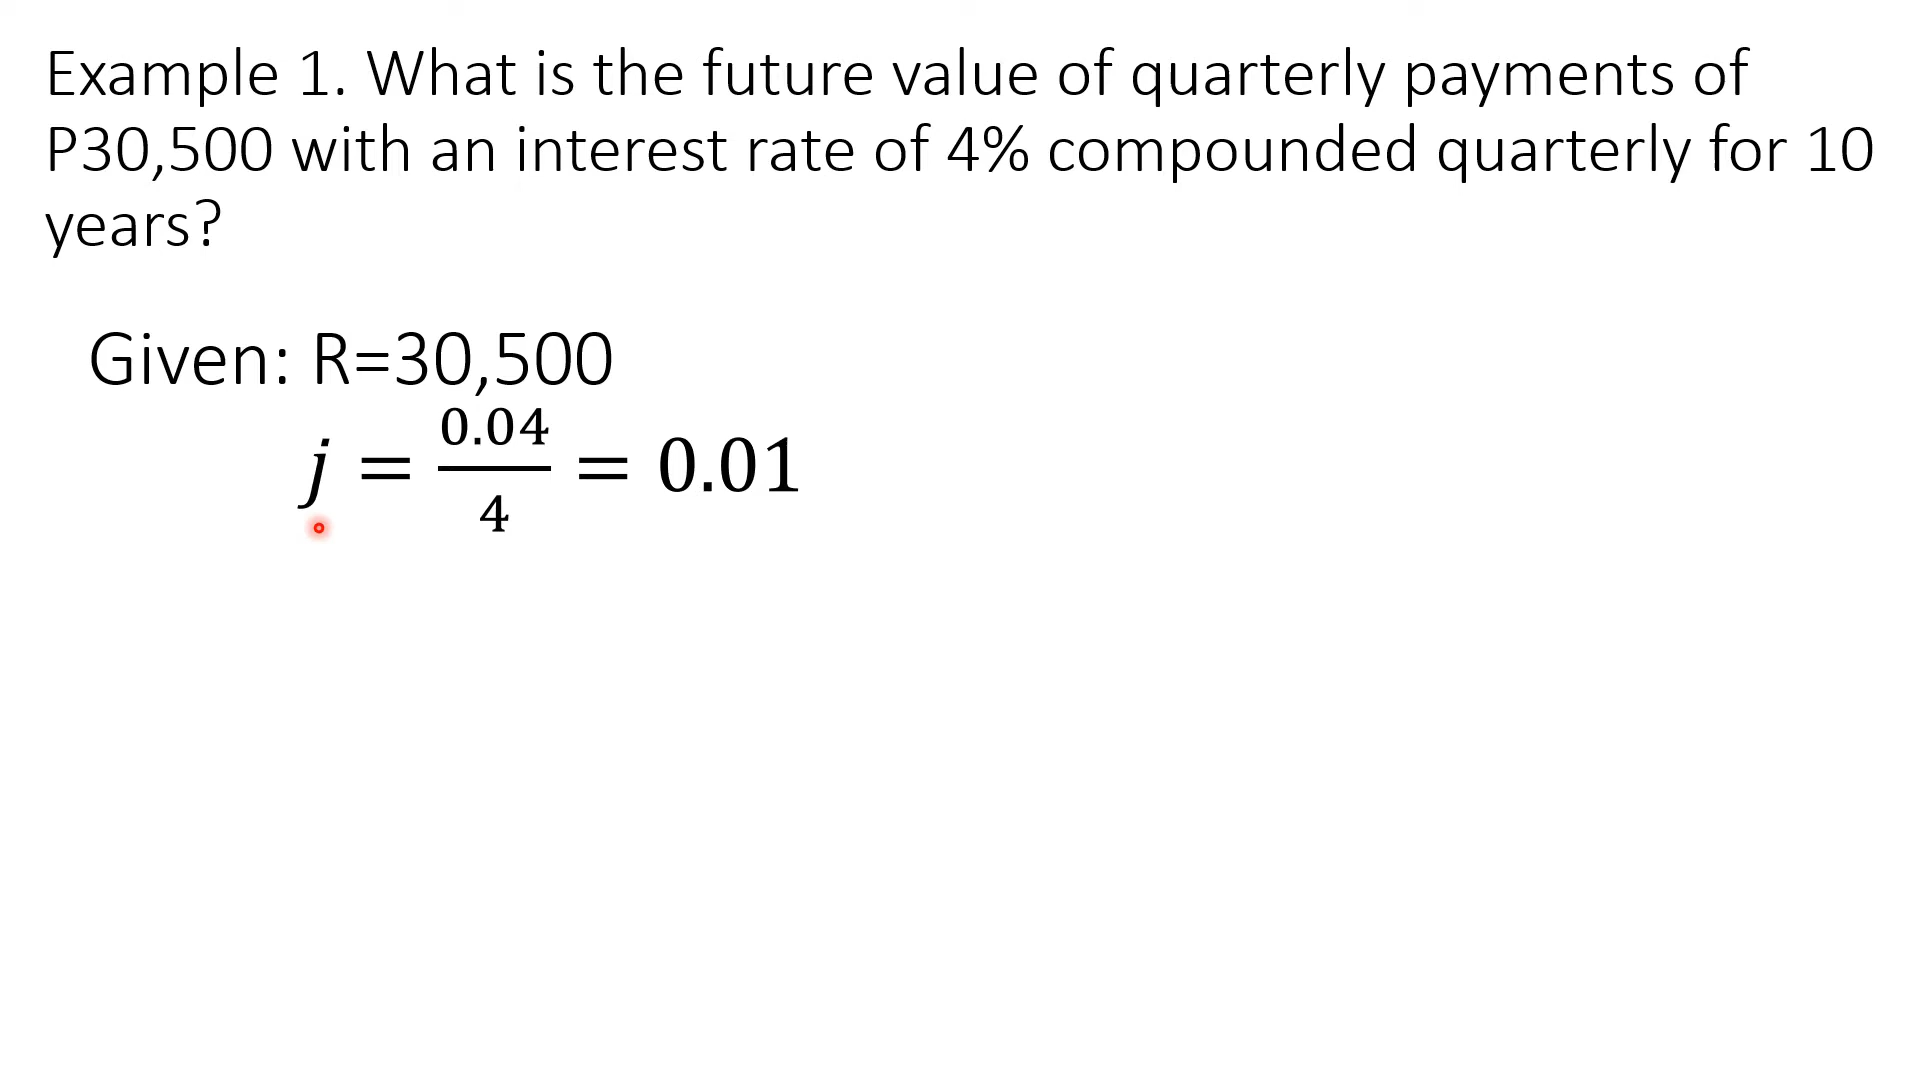 Example 1. What is the future value of quarterly payments of
P30,500 with an interest rate of 4% compounded quarterly for 10
years?
Given: R=30,500
j = 0.04/4 = 0.01